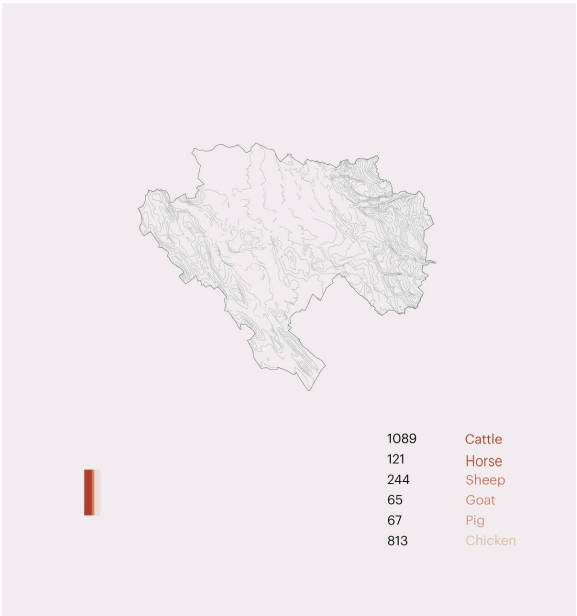 1089 Cattle
121 Horse
244 Sheep
65 Goat
67 Pig
813 Chicken